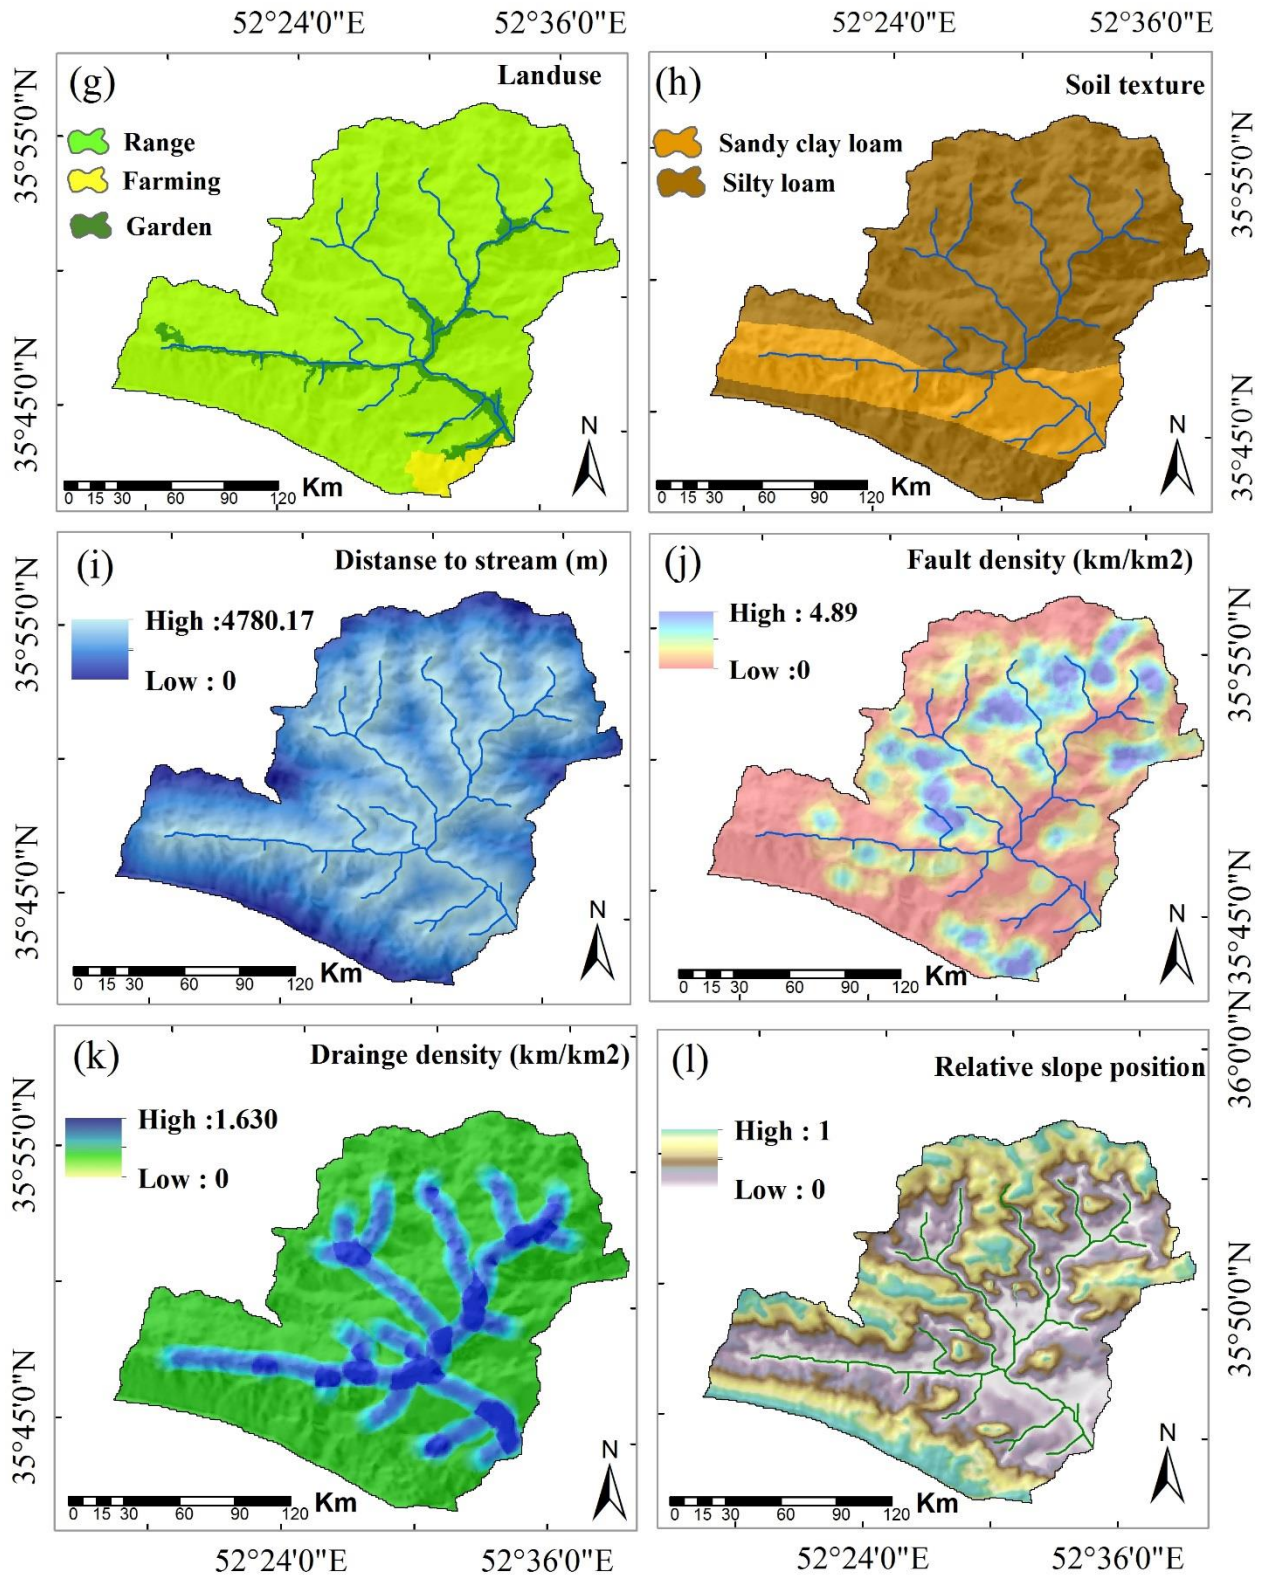 52°24'0"E 52°36'0"E 52°24'0"E 52°36'0"E
(g) Landuse
Range
Farming
Garden
35°55'0"N
35°45'0"N
N
0 15 30 60 90 120 Km
(h) Soil texture
Sandy clay loam
Silty loam
35°55'0"N
35°45'0"N
N
0 15 30 60 90 120 Km
(i) Distanse to stream (m)
High :4780.17
Low : 0
35°55'0"N
35°45'0"N
N
0 15 30 60 90 120 Km
(j) Fault density (km/km2)
High : 4.89
Low :0
35°55'0"N
35°45'0"N
N
0 15 30 60 90 120 Km
(k) Drainge density (km/km2)
High :1.630
Low : 0
35°55'0"N
35°45'0"N
N
0 15 30 60 90 120 Km
(l) Relative slope position
High : 1
Low : 0
36°0'0"N
35°50'0"N
N
0 15 30 60 90 120 Km
52°24'0"E 52°36'0"E 52°24'0"E 52°36'0"E